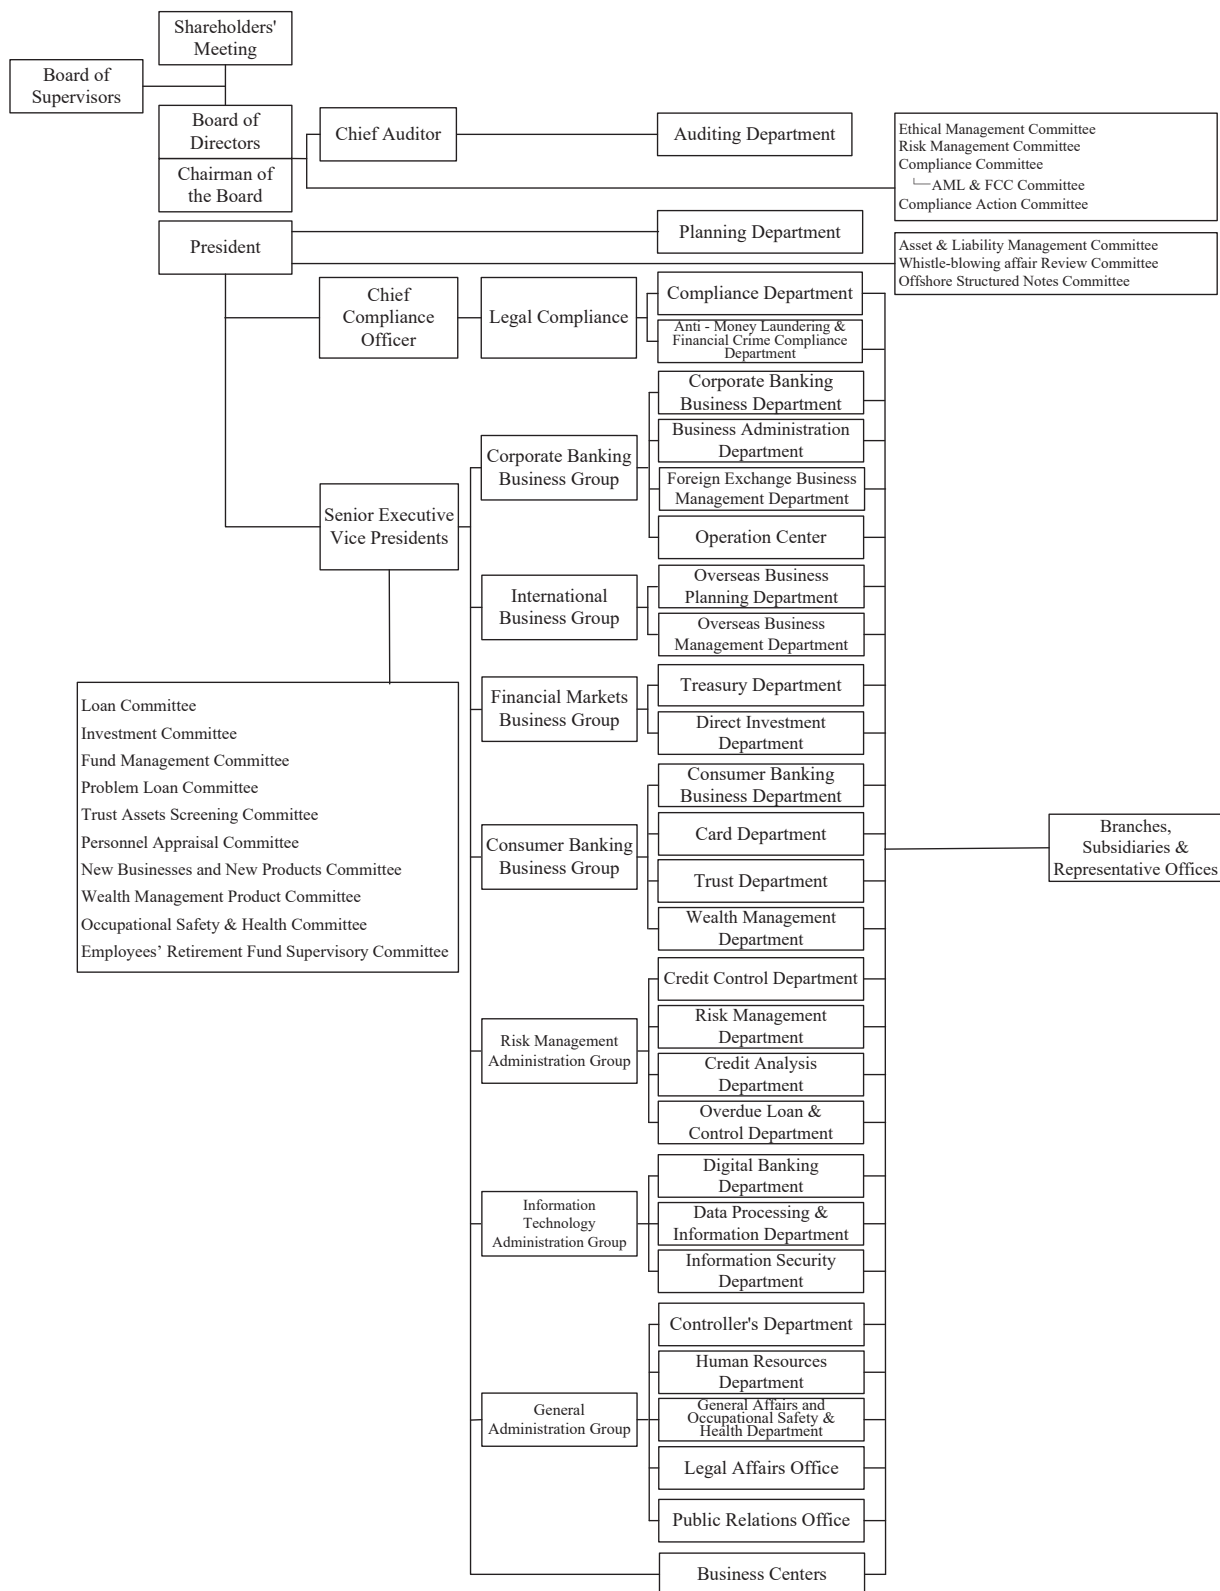 Shareholders'
Meeting
Board of
Supervisors
Board of
Directors
Chairman of
the Board
Chief Auditor
Auditing Department
Ethical Management Committee
Risk Management Committee
Compliance Committee
AML & FCC Committee
Compliance Action Committee
President
Planning Department
Asset & Liability Management Committee
Whistle-blowing affair Review Committee
Offshore Structured Notes Committee
Chief
Compliance
Officer
Legal Compliance
Compliance Department
Anti - Money Laundering &
Financial Crime Compliance
Department
Senior Executive
Vice Presidents
Corporate Banking
Business Group
Corporate Banking
Business Department
Business Administration
Department
Foreign Exchange Business
Management Department
Operation Center
International
Business Group
Overseas Business
Planning Department
Overseas Business
Management Department
Financial Markets
Business Group
Treasury Department
Direct Investment
Department
Loan Committee
Investment Committee
Fund Management Committee
Problem Loan Committee
Trust Assets Screening Committee
Personnel Appraisal Committee
New Businesses and New Products Committee
Wealth Management Product Committee
Occupational Safety & Health Committee
Employees’ Retirement Fund Supervisory Committee
Consumer Banking
Business Group
Consumer Banking
Business Department
Card Department
Trust Department
Wealth Management
Department
Branches,
Subsidiaries &
Representative Offices
Risk Management
Administration Group
Credit Control Department
Risk Management
Department
Credit Analysis
Department
Overdue Loan &
Control Department
Information
Technology
Administration Group
Digital Banking
Department
Data Processing &
Information Department
Information Security
Department
General
Administration Group
Controller's Department
Human Resources
Department
General Affairs and
Occupational Safety &
Health Department
Legal Affairs Office
Public Relations Office
Business Centers